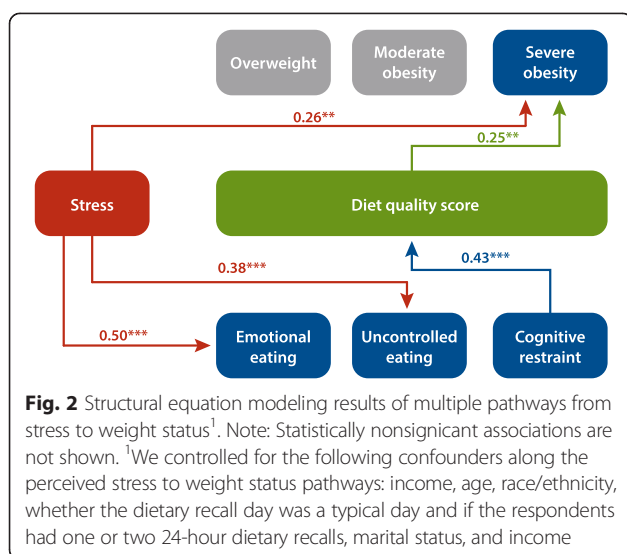 Overweight
Moderate
obesity
Severe
obesity
0.26**
0.25**
Stress
Diet quality score
0.38***
0.43***
0.50***
Emotional
eating
Uncontrolled
eating
Cognitive
restraint
Fig. 2 Structural equation modeling results of multiple pathways from
stress to weight status¹. Note: Statistically nonsignicant associations are
not shown. ¹We controlled for the following confounders along the
perceived stress to weight status pathways: income, age, race/ethnicity,
whether the dietary recall day was a typical day and if the respondents
had one or two 24-hour dietary recalls, marital status, and income